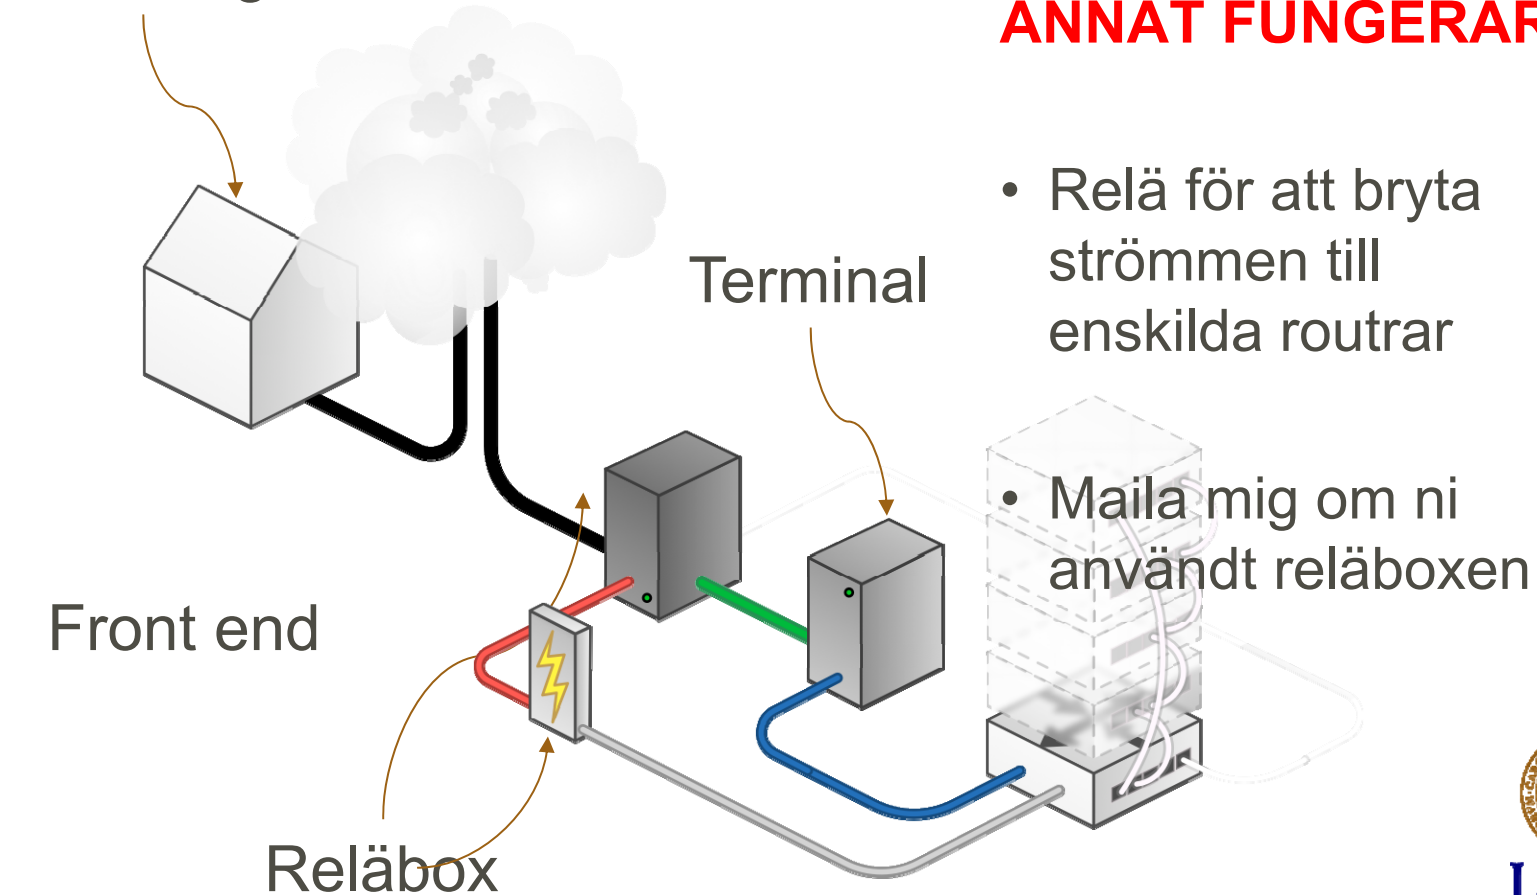 ANNAT FUNGERAR
• Relä för att bryta
strömmen till
enskilda routrar
Terminal
• Maila mig om ni
användt reläboxen
Front end
Reläbox